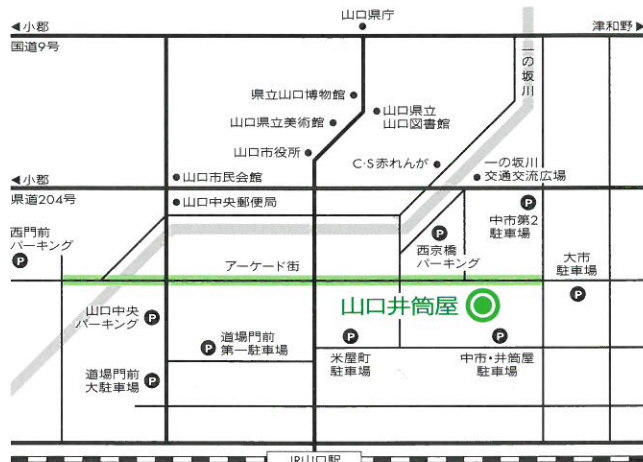 山口県庁
◀小郡
津和野▶
国道9号
一の坂川
県立山口博物館
山口県立
山口図書館
山口県立美術館
山口市役所
C・S赤れんが
一の坂川
交通交流広場
◀小郡
山口市民会館
県道204号
山口中央郵便局
P
中市第2
駐車場
P
西京橋
パーキング
西門前
パーキング
P
大市
駐車場
P
アーケード街
山口井筒屋
山口中央
パーキング
P
道場門前
第一駐車場
P
P
米屋町
駐車場
P
中市・井筒屋
駐車場
道場門前
大駐車場
P
JR山口駅